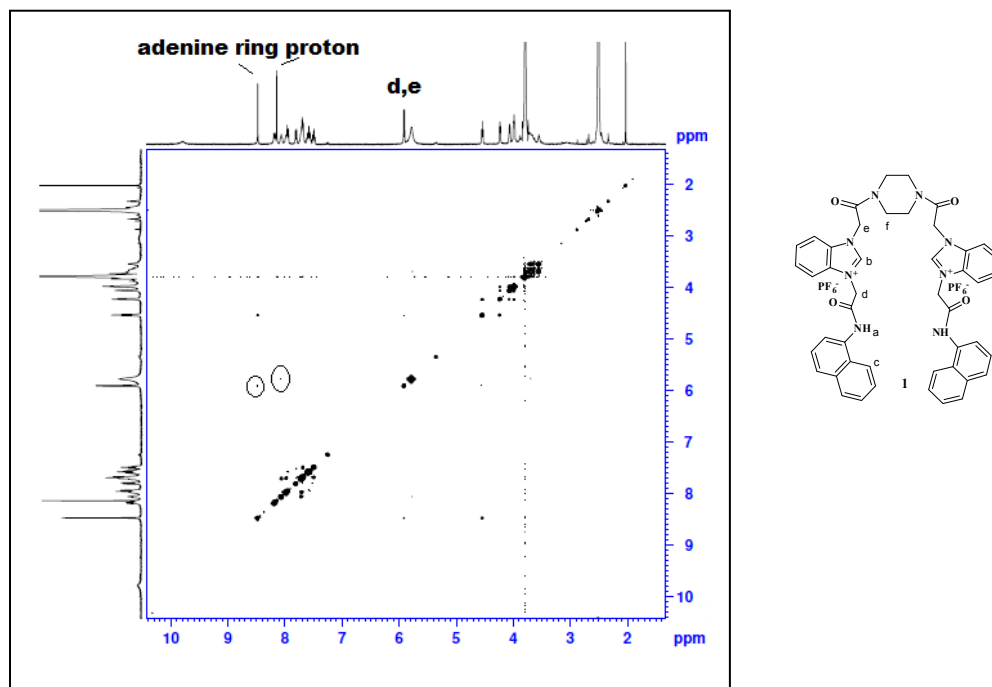 adenine ring proton
d,e
ppm
2
3
4
5
6
7
8
9
10
10 9 8 7 6 5 4 3 2 ppm
O N N O
f
e
N N
b
N+ N+
PF6- PF6-
d
O O
NH a NH
c
1